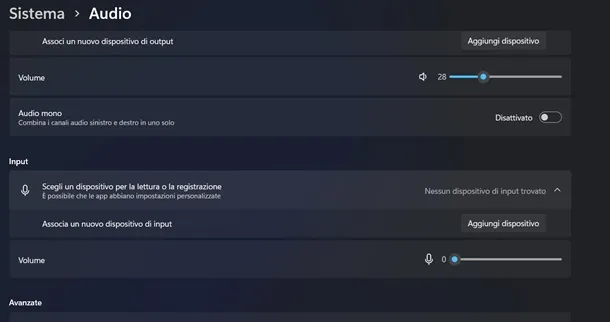 Sistema > Audio
Associ un nuovo dispositivo di output
Aggiungi dispositivo
Volume
28
Audio mono
Combina i canali audio sinistro e destro in uno solo
Disattivato
Input
Scegli un dispositivo per la lettura o la registrazione
È possibile che le app abbiano impostazioni personalizzate
Nessun dispositivo di input trovato
Associa un nuovo dispositivo di input
Aggiungi dispositivo
Volume
0
Avanzate